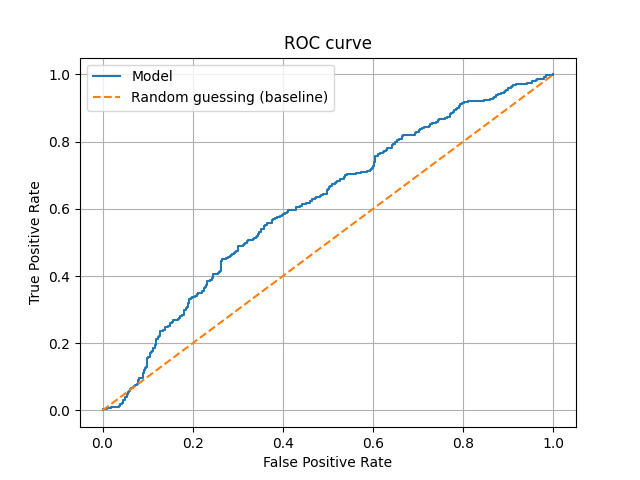 ROC curve
Model
Random guessing (baseline)
1.0
0.8
0.6
0.4
0.2
0.0
True Positive Rate
0.0 0.2 0.4 0.6 0.8 1.0
False Positive Rate